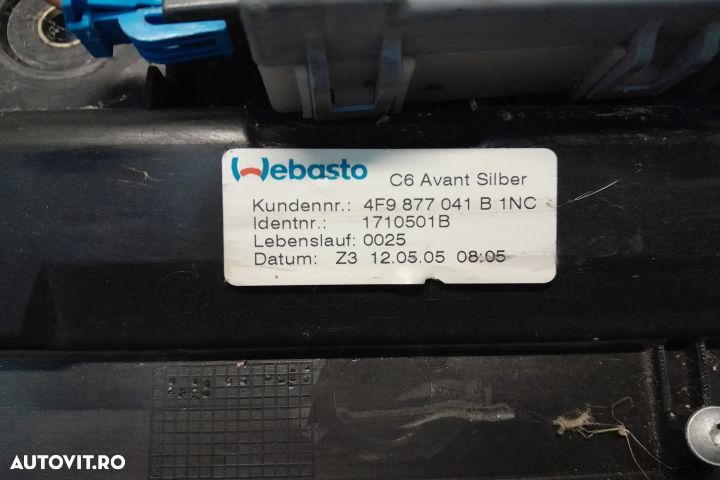 Webasto C6 Avant Silber
Kundennr.: 4F9 877 041 B 1NC
Identnr.: 1710501B
Lebenslauf: 0025
Datum: Z3 12.05.05 08:05
AUTOVIT.RO